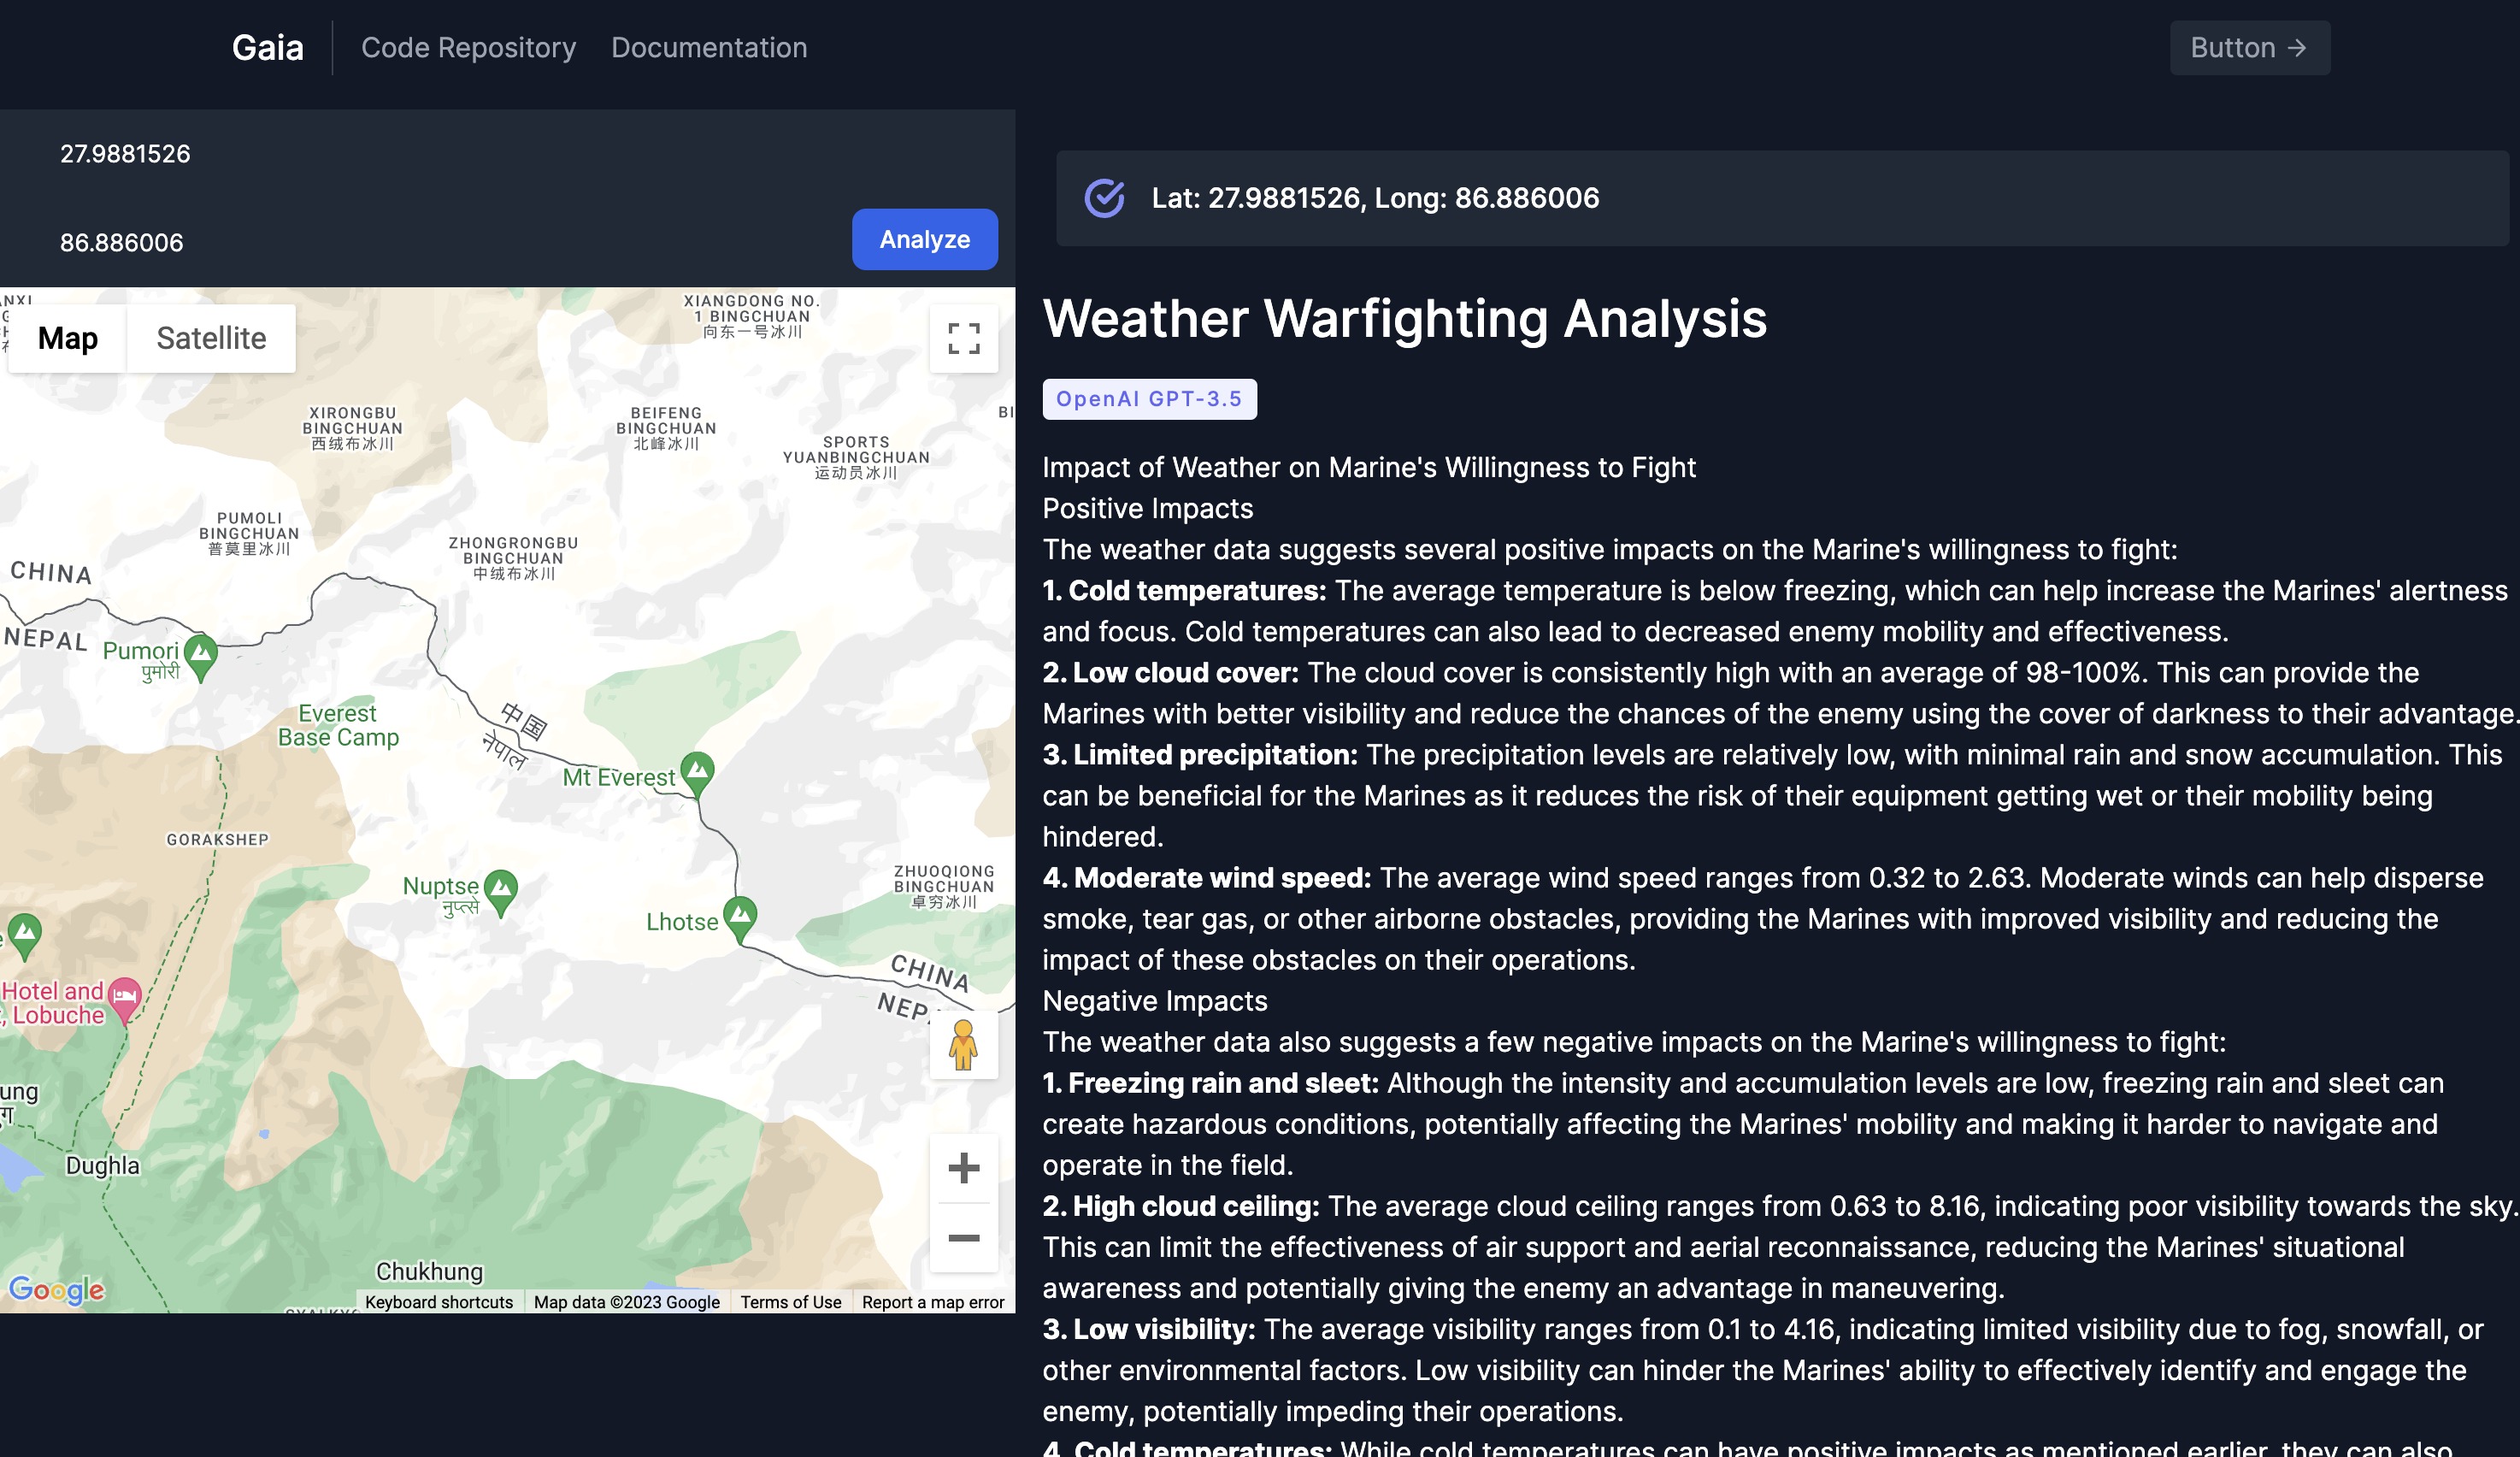 Gaia
Code Repository
Documentation
Button →
27.9881526
86.886006
Analyze
Map
Satellite
XIANGDONG NO.
1 BINGCHUAN
向东一号冰川
XIRONGBU
BINGCHUAN
西绒布冰川
BEIFENG
BINGCHUAN
北峰冰川
SPORTS
YUANBINGCHUAN
运动员冰川
PUMOLI
BINGCHUAN
普莫里冰川
ZHONGRONGBU
BINGCHUAN
中绒布冰川
CHINA
NEPAL
Pumori
पुमोरी
Everest
Base Camp
中国
नेपाल
Mt Everest
GORAKSHEP
ZHUOQIONG
BINGCHUAN
卓穷冰川
Nuptse
नुप्त्से
Lhotse
CHINA
Hotel and
Lobuche
Dughla
Chukhung
Google
Keyboard shortcuts
Map data ©2023 Google
Terms of Use
Report a map error
Lat: 27.9881526, Long: 86.886006
Weather Warfighting Analysis
OpenAI GPT-3.5
Impact of Weather on Marine's Willingness to Fight
Positive Impacts
The weather data suggests several positive impacts on the Marine's willingness to fight:
1. Cold temperatures: The average temperature is below freezing, which can help increase the Marines' alertness
and focus. Cold temperatures can also lead to decreased enemy mobility and effectiveness.
2. Low cloud cover: The cloud cover is consistently high with an average of 98-100%. This can provide the
Marines with better visibility and reduce the chances of the enemy using the cover of darkness to their advantage.
3. Limited precipitation: The precipitation levels are relatively low, with minimal rain and snow accumulation. This
can be beneficial for the Marines as it reduces the risk of their equipment getting wet or their mobility being
hindered.
4. Moderate wind speed: The average wind speed ranges from 0.32 to 2.63. Moderate winds can help disperse
smoke, tear gas, or other airborne obstacles, providing the Marines with improved visibility and reducing the
impact of these obstacles on their operations.
Negative Impacts
The weather data also suggests a few negative impacts on the Marine's willingness to fight:
1. Freezing rain and sleet: Although the intensity and accumulation levels are low, freezing rain and sleet can
create hazardous conditions, potentially affecting the Marines' mobility and making it harder to navigate and
operate in the field.
2. High cloud ceiling: The average cloud ceiling ranges from 0.63 to 8.16, indicating poor visibility towards the sky.
This can limit the effectiveness of air support and aerial reconnaissance, reducing the Marines' situational
awareness and potentially giving the enemy an advantage in maneuvering.
3. Low visibility: The average visibility ranges from 0.1 to 4.16, indicating limited visibility due to fog, snowfall, or
other environmental factors. Low visibility can hinder the Marines' ability to effectively identify and engage the
enemy, potentially impeding their operations.
4. Cold temperatures: While cold temperatures can have positive impacts as mentioned earlier, they can also